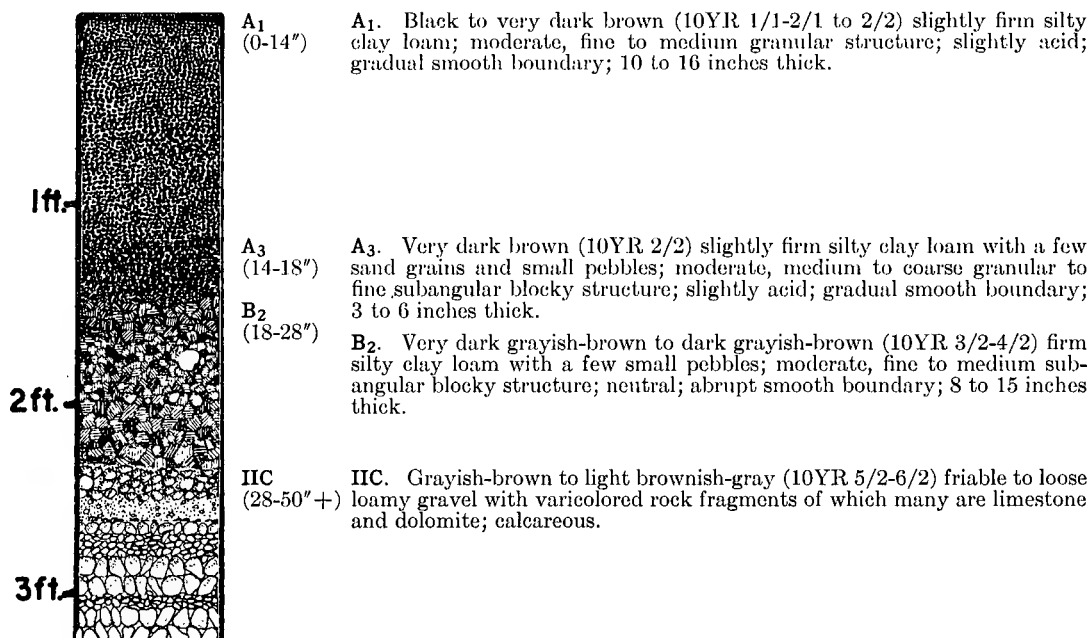 A₁
(0-14″)
A₁. Black to very dark brown (10YR 1/1-2/1 to 2/2) slightly firm silty
clay loam; moderate, fine to medium granular structure; slightly acid;
gradual smooth boundary; 10 to 16 inches thick.
1ft.
A₃
(14-18″)
A₃. Very dark brown (10YR 2/2) slightly firm silty clay loam with a few
sand grains and small pebbles; moderate, medium to coarse granular to
fine subangular blocky structure; slightly acid; gradual smooth boundary;
3 to 6 inches thick.
B₂
(18-28″)
B₂. Very dark grayish-brown to dark grayish-brown (10YR 3/2-4/2) firm
silty clay loam with a few small pebbles; moderate, fine to medium sub-
angular blocky structure; neutral; abrupt smooth boundary; 8 to 15 inches
thick.
2ft.
IIC
(28-50″+)
IIC. Grayish-brown to light brownish-gray (10YR 5/2-6/2) friable to loose
loamy gravel with varicolored rock fragments of which many are limestone
and dolomite; calcareous.
3ft.